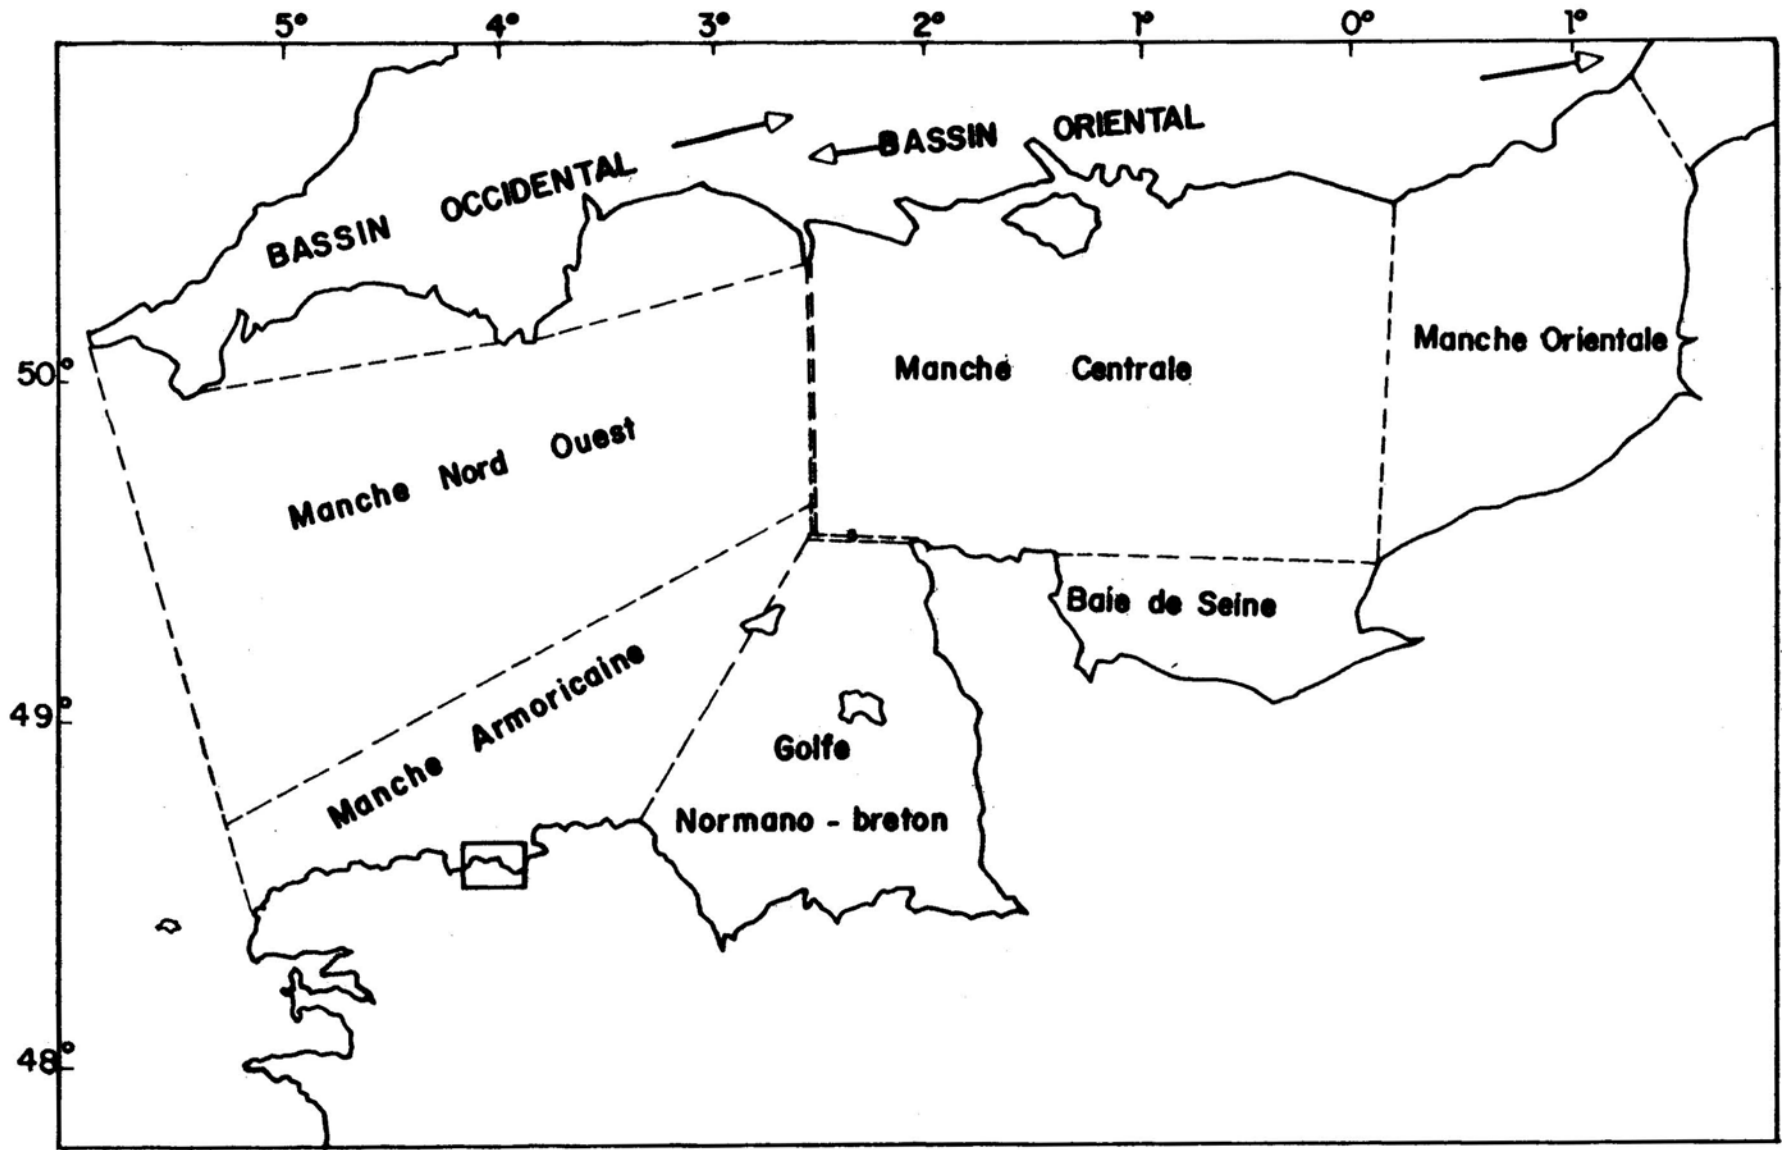 5° 4° 3° 2° 1° 0° 1°
BASSIN OCCIDENTAL
BASSIN ORIENTAL
50°
49°
48°
Manche Nord Ouest
Manche Centrale
Manche Orientale
Manche Armoricaine
Baie de Seine
Golfe
Normano - breton